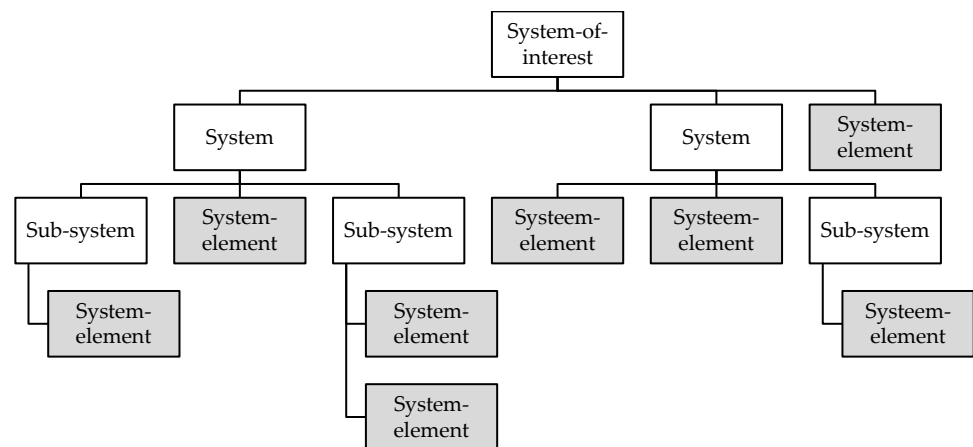 System-of-
interest
System
System
System-
element
Sub-system
System-
element
Sub-system
Systeem-
element
Systeem-
element
Sub-system
System-
element
System-
element
Systeem-
element
System-
element